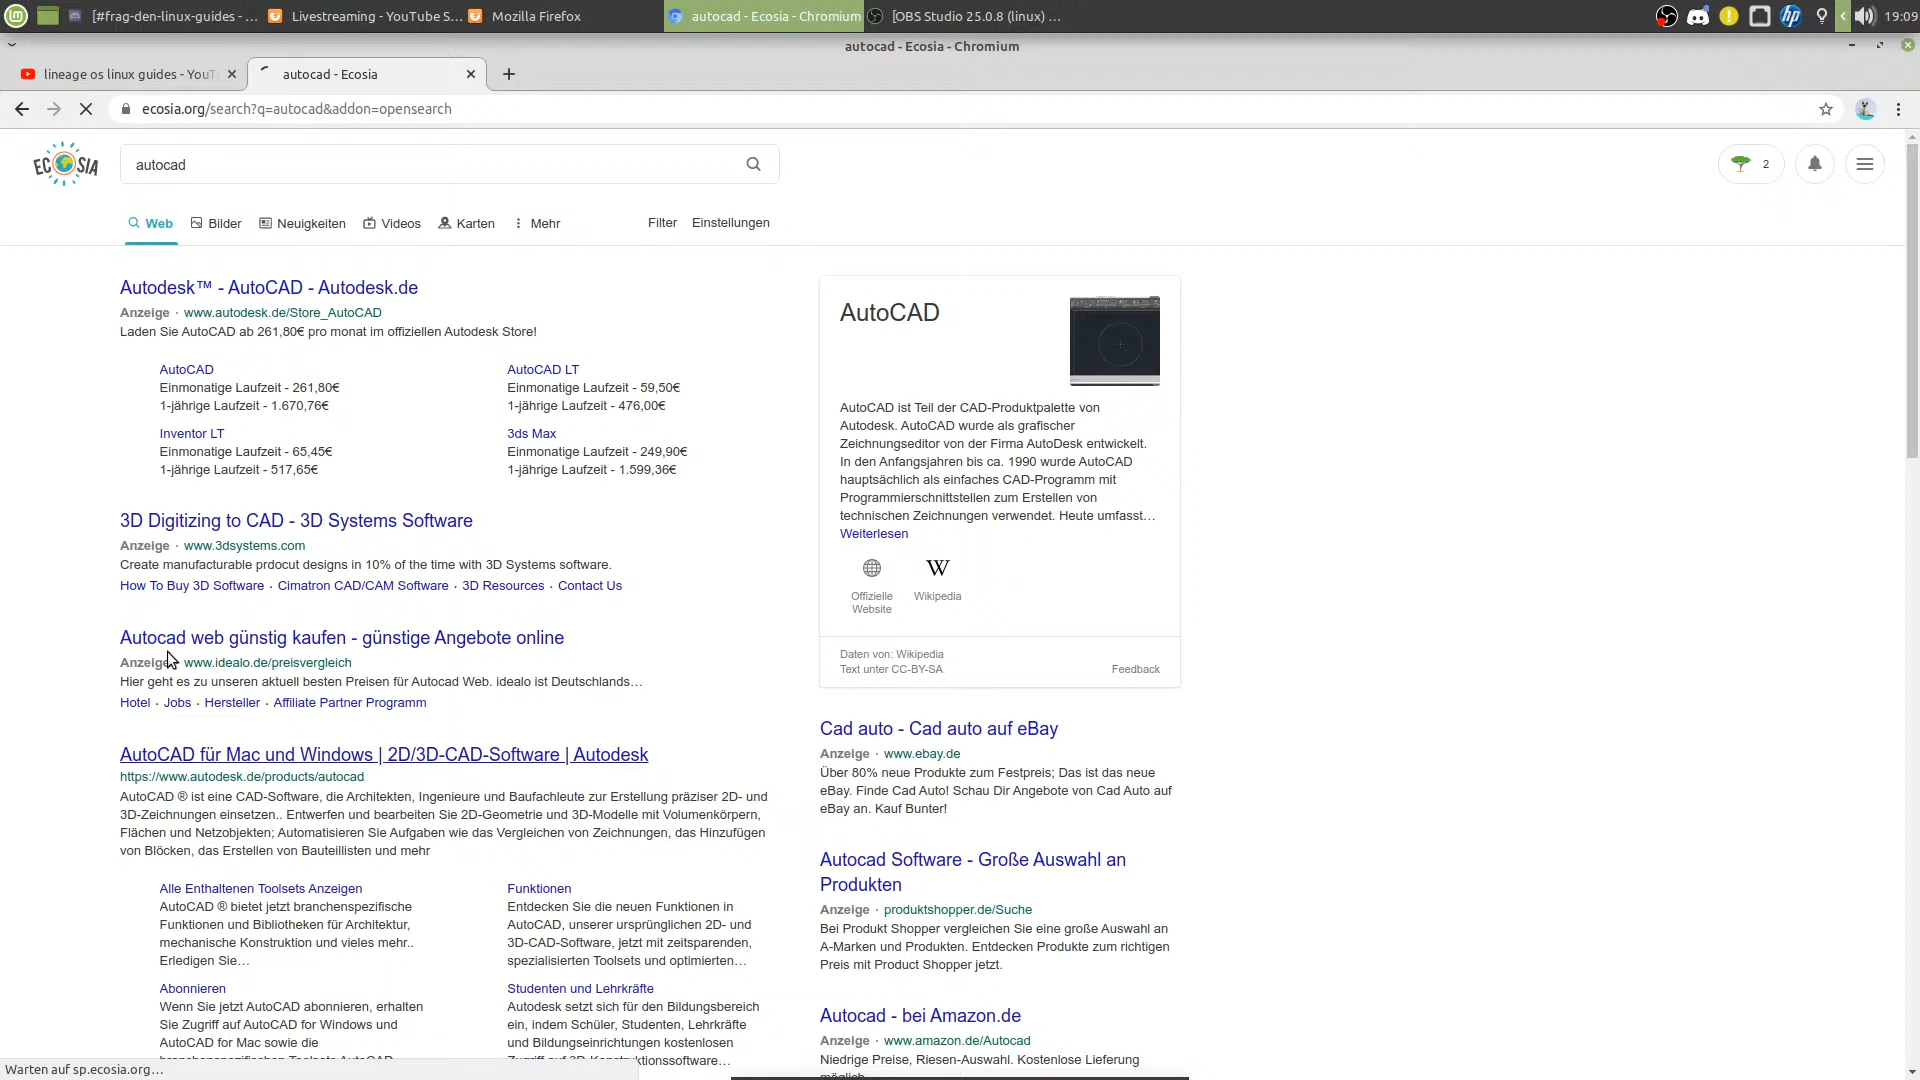 [#frag-den-linux-guides - ...
Livestreaming - YouTube S...
Mozilla Firefox
autocad - Ecosia - Chromium
[OBS Studio 25.0.8 (linux) ...
hp
19:09
autocad - Ecosia - Chromium
lineage os linux guides - YouT
autocad - Ecosia
ecosia.org/search?q=autocad&addon=opensearch
ECOSIA
autocad
2
Web
Bilder
Neuigkeiten
Videos
Karten
Mehr
Filter
Einstellungen
Autodesk™ - AutoCAD - Autodesk.de
Anzeige · www.autodesk.de/Store_AutoCAD
Laden Sie AutoCAD ab 261,80€ pro monat im offiziellen Autodesk Store!
AutoCAD
Einmonatige Laufzeit - 261,80€
1-jährige Laufzeit - 1.670,76€
AutoCAD LT
Einmonatige Laufzeit - 59,50€
1-jährige Laufzeit - 476,00€
Inventor LT
Einmonatige Laufzeit - 65,45€
1-jährige Laufzeit - 517,65€
3ds Max
Einmonatige Laufzeit - 249,90€
1-jährige Laufzeit - 1.599,36€
3D Digitizing to CAD - 3D Systems Software
Anzeige · www.3dsystems.com
Create manufacturable prdocut designs in 10% of the time with 3D Systems software.
How To Buy 3D Software · Cimatron CAD/CAM Software · 3D Resources · Contact Us
Autocad web günstig kaufen - günstige Angebote online
Anzeige · www.idealo.de/preisvergleich
Hier geht es zu unseren aktuell besten Preisen für Autocad Web. idealo ist Deutschlands…
Hotel · Jobs · Hersteller · Affiliate Partner Programm
AutoCAD für Mac und Windows | 2D/3D-CAD-Software | Autodesk
https://www.autodesk.de/products/autocad
AutoCAD ® ist eine CAD-Software, die Architekten, Ingenieure und Baufachleute zur Erstellung präziser 2D- und
3D-Zeichnungen einsetzen.. Entwerfen und bearbeiten Sie 2D-Geometrie und 3D-Modelle mit Volumenkörpern,
Flächen und Netzobjekten; Automatisieren Sie Aufgaben wie das Vergleichen von Zeichnungen, das Hinzufügen
von Blöcken, das Erstellen von Bauteillisten und mehr
Alle Enthaltenen Toolsets Anzeigen
AutoCAD ® bietet jetzt branchenspezifische
Funktionen und Bibliotheken für Architektur,
mechanische Konstruktion und vieles mehr..
Erledigen Sie…
Funktionen
Entdecken Sie die neuen Funktionen in
AutoCAD, unserer ursprünglichen 2D- und
3D-CAD-Software, jetzt mit zeitsparenden,
spezialisierten Toolsets und optimierten…
Abonnieren
Wenn Sie jetzt AutoCAD abonnieren, erhalten
Sie Zugriff auf AutoCAD for Windows und
AutoCAD for Mac sowie die
branchenspezifischen Toolsets AutoCAD
Studenten und Lehrkräfte
Autodesk setzt sich für den Bildungsbereich
ein, indem Schüler, Studenten, Lehrkräfte
und Bildungseinrichtungen kostenlosen
Zugriff auf 3D-Konstruktionssoftware…
AutoCAD
AutoCAD ist Teil der CAD-Produktpalette von
Autodesk. AutoCAD wurde als grafischer
Zeichnungseditor von der Firma AutoDesk entwickelt.
In den Anfangsjahren bis ca. 1990 wurde AutoCAD
hauptsächlich als einfaches CAD-Programm mit
Programmierschnittstellen zum Erstellen von
technischen Zeichnungen verwendet. Heute umfasst…
Weiterlesen
W
Offizielle
Website
Wikipedia
Daten von: Wikipedia
Text unter CC-BY-SA
Feedback
Cad auto - Cad auto auf eBay
Anzeige · www.ebay.de
Über 80% neue Produkte zum Festpreis; Das ist das neue
eBay. Finde Cad Auto! Schau Dir Angebote von Cad Auto auf
eBay an. Kauf Bunter!
Autocad Software - Große Auswahl an
Produkten
Anzeige · produktshopper.de/Suche
Bei Produkt Shopper vergleichen Sie eine große Auswahl an
A-Marken und Produkten. Entdecken Produkte zum richtigen
Preis mit Product Shopper jetzt.
Autocad - bei Amazon.de
Anzeige · www.amazon.de/Autocad
Niedrige Preise, Riesen-Auswahl. Kostenlose Lieferung
möglich
Warten auf sp.ecosia.org…